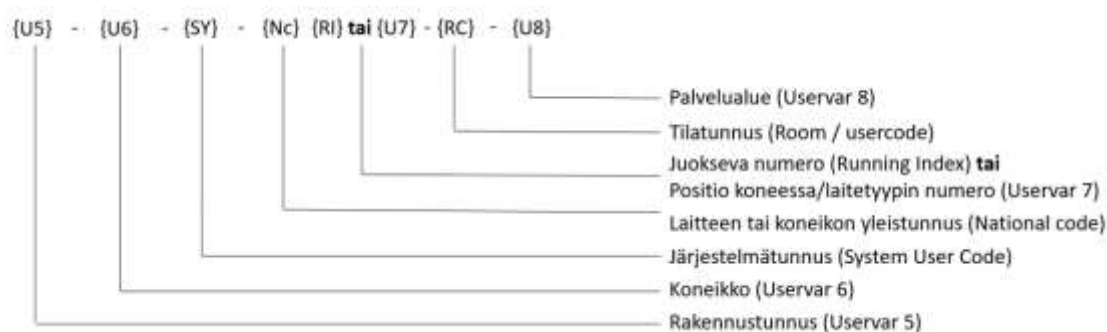 {U5} - {U6} - {SY} - {Nc} {RI} tai {U7} - {RC} - {U8}
Palvelualue (Uservar 8)
Tilatunnus (Room / usercode)
Juokseva numero (Running Index) tai
Positio koneessa/laitetyypin numero (Uservar 7)
Laitteen tai koneikon yleistunnus (National code)
Järjestelmätunnus (System User Code)
Koneikko (Uservar 6)
Rakennustunnus (Uservar 5)